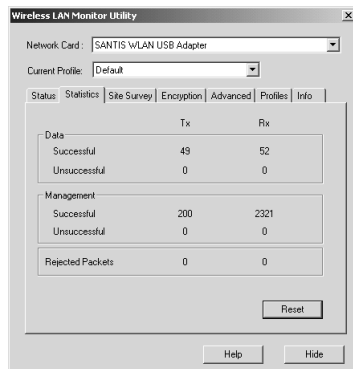 Wireless LAN Monitor Utility
Network Card : SANTIS WLAN USB Adapter
Current Profile: Default
Status Statistics Site Survey Encryption Advanced Profiles Info
Tx Rx
Data
Successful 49 52
Unsuccessful 0 0
Management
Successful 200 2321
Unsuccessful 0 0
Rejected Packets 0 0
Reset
Help Hide